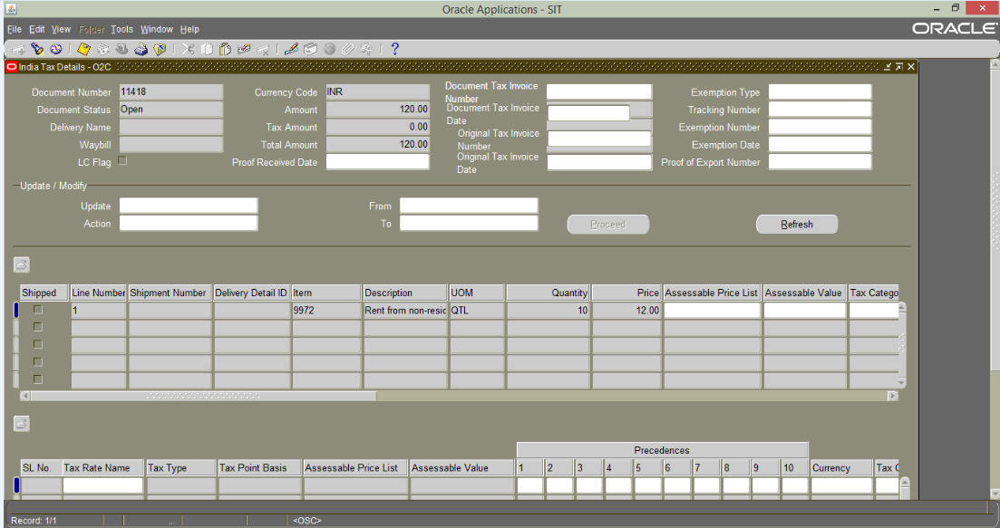 Oracle Applications - SIT
File Edit View Folder Tools Window Help
ORACLE
India Tax Details - O2C
Document Number 11418
Currency Code INR
Document Tax Invoice Number
Exemption Type
Document Status Open
Amount 120.00
Document Tax Invoice Date
Tracking Number
Delivery Name
Tax Amount 0.00
Original Tax Invoice Number
Exemption Number
Waybill
Total Amount 120.00
Exemption Date
LC Flag
Proof Received Date
Original Tax Invoice Date
Proof of Export Number
Update / Modify
Update
From
Action
To
Proceed
Refresh
Shipped Line Number Shipment Number Delivery Detail ID Item Description UOM Quantity Price Assessable Price List Assessable Value Tax Catego
1 9972 Rent from non-resic QTL 10 12.00
Precedences
SL No. Tax Rate Name Tax Type Tax Point Basis Assessable Price List Assessable Value 1 2 3 4 5 6 7 8 9 10 Currency Tax
Record: 1/1 ... <OSC>